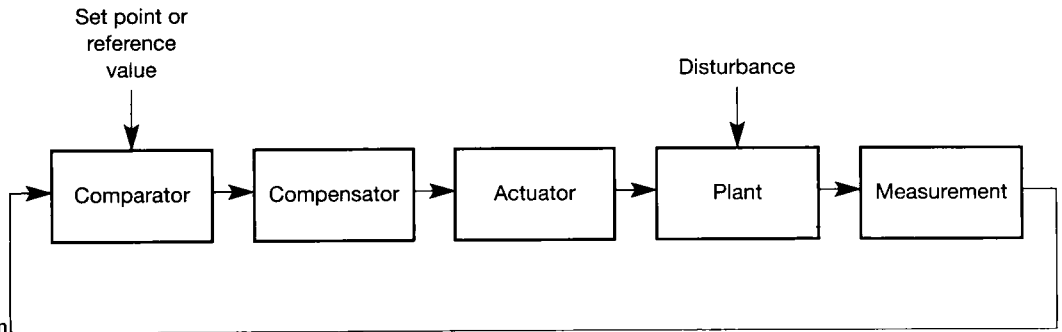 Set point or
reference
value
Disturbance
Comparator
Compensator
Actuator
Plant
Measurement